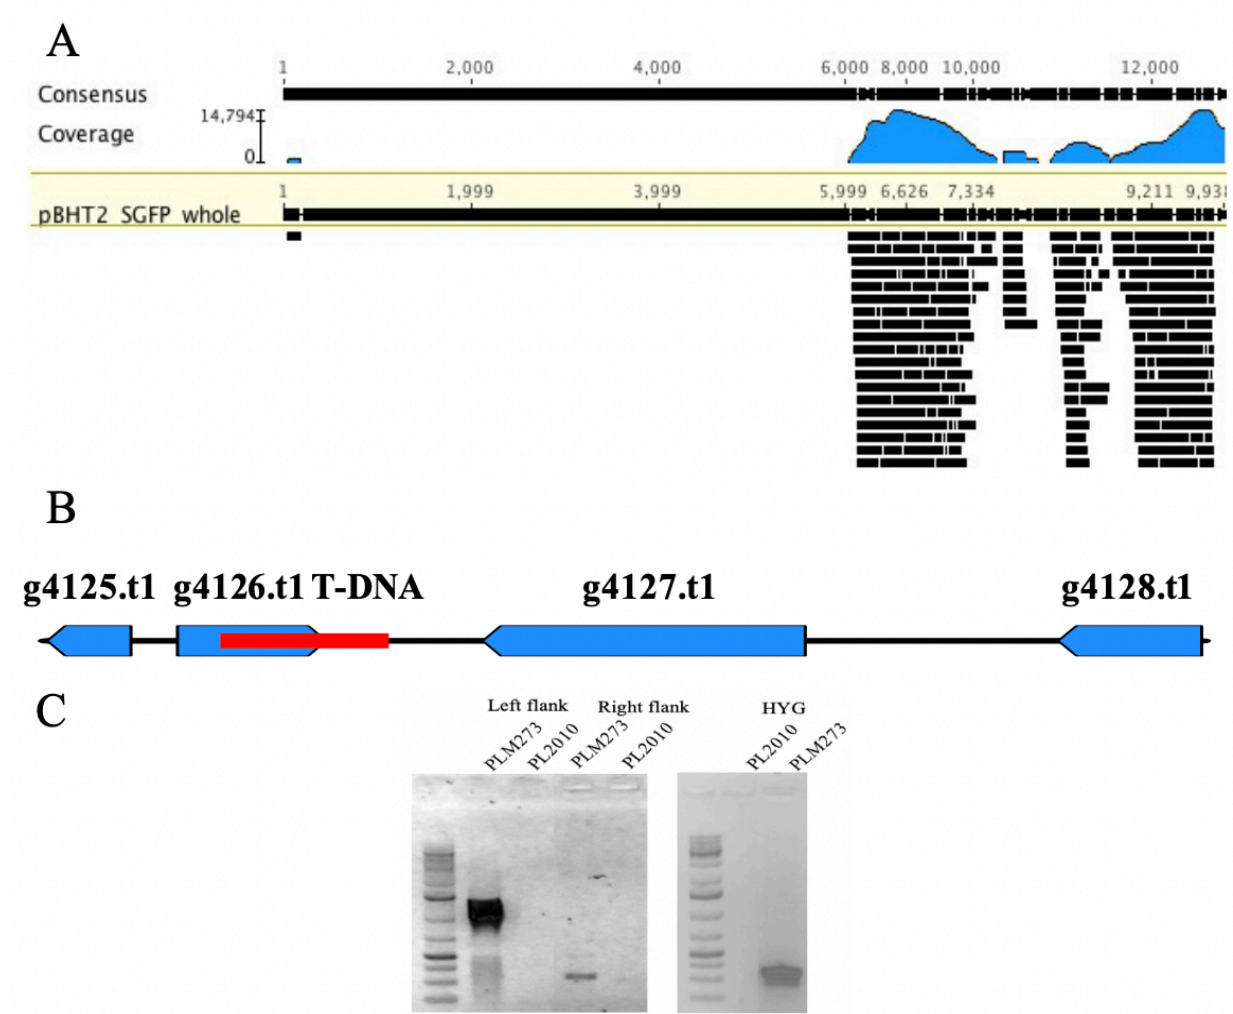 A
1 2,000 4,000 6,000 8,000 10,000 12,000
Consensus
14,794
Coverage
0
1 1,999 3,999 5,999 6,626 7,334 9,211
pBHT2 SGFP whole
B
g4125.t1 g4126.t1 T-DNA g4127.t1 g4128.t1
C
Left flank Right flank HYG
PLM273 PL2010 PLM273 PL2010 PL2010 PLM273